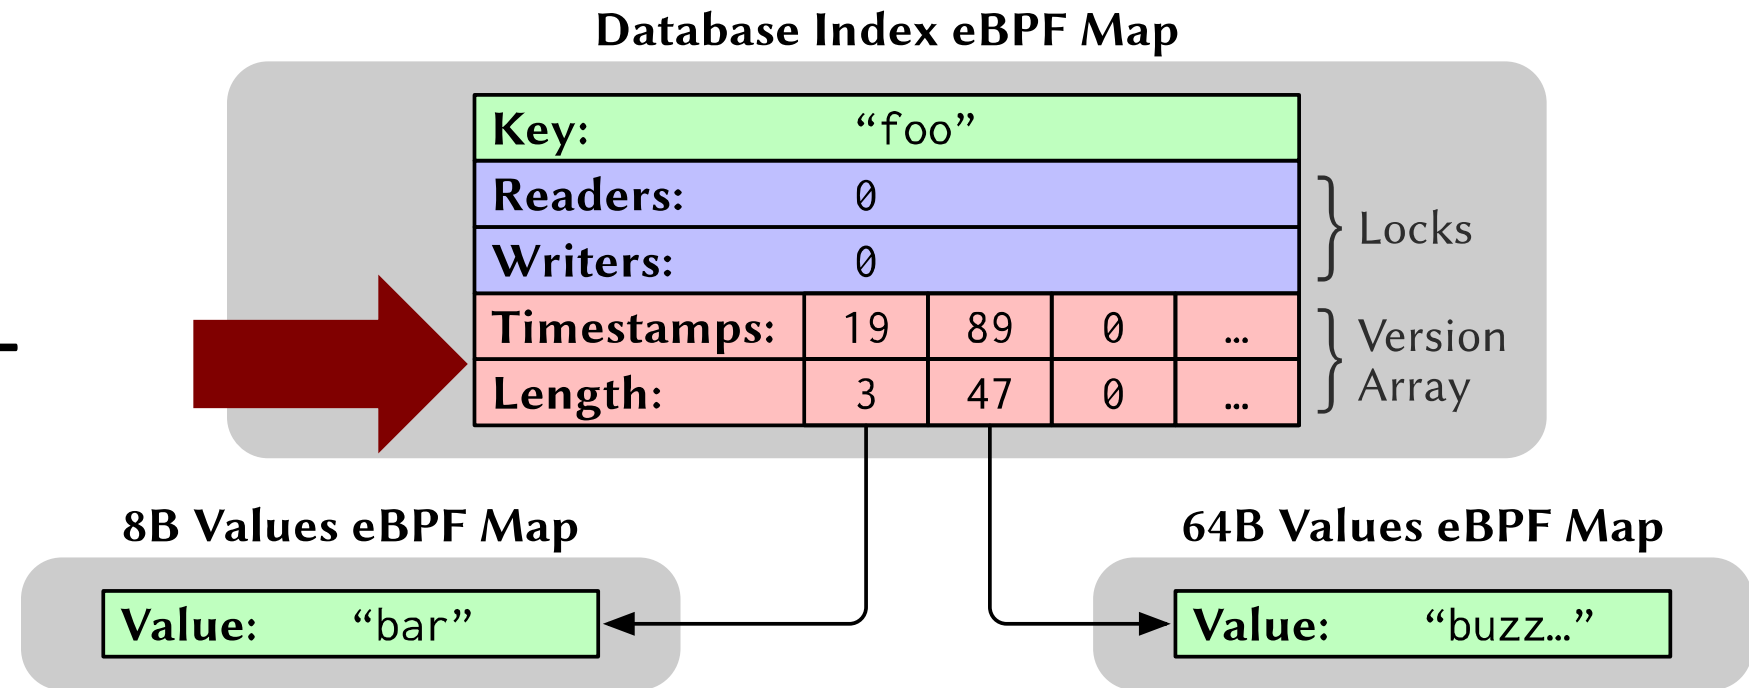 Database Index eBPF Map
Key: “foo”
Readers: 0
Writers: 0
Locks
Timestamps: 19 89 0 …
Length: 3 47 0 …
Version
Array
8B Values eBPF Map
Value: “bar”
64B Values eBPF Map
Value: “buzz…”